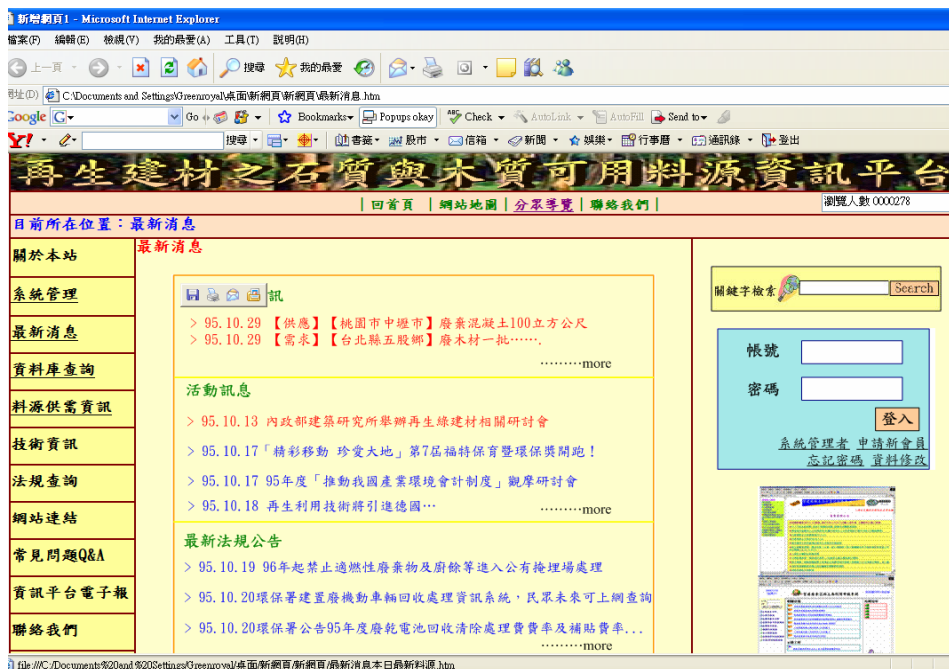 新增網頁1 - Microsoft Internet Explorer
檔案(F) 編輯(E) 檢視(V) 我的最愛(A) 工具(T) 說明(H)
上一頁 搜尋 我的最愛
網址(D) C:\Documents and Settings\Greenroyal\桌面\新網頁\新網頁\最新消息.htm
Google G Go Bookmarks Popups okay Check AutoLink AutoFill Send to
Y! 搜尋 書籤 股市 信箱 新聞 娛樂 行事曆 通訊錄 登出
再生建材之石質與木質可用料源資訊平台
| 回首頁 | 網站地圖 | 分眾導覽 | 聯絡我們 |
瀏覽人數 0000278
目前所在位置：最新消息
關於本站
系統管理
最新消息
資料庫查詢
料源供需資訊
技術資訊
法規查詢
網站連結
常見問題Q&A
資訊平台電子報
聯絡我們
最新消息
訊
> 95.10.29 【供應】【桃園市中壢市】廢棄混凝土100立方公尺
> 95.10.29 【需求】【台北縣五股鄉】廢木材一批…….
………more
活動訊息
> 95.10.13 內政部建築研究所舉辦再生綠建材相關研討會
> 95.10.17「精彩移動 珍愛大地」第7屆福特保育暨環保獎開跑！
> 95.10.17 95年度「推動我國產業環境會計制度」觀摩研討會
> 95.10.18 再生利用技術將引進德國…
………more
最新法規公告
> 95.10.19 96年起禁止適燃性廢棄物及廚餘等進入公有掩埋場處理
> 95.10.20環保署建置廢機動車輛回收處理資訊系統，民眾未來可上網查詢
> 95.10.20環保署公告95年度廢乾電池回收清除處理費費率及補貼費率...
………more
關鍵字檢索 Search
帳號
密碼
登入
系統管理者 申請新會員
忘記密碼 資料修改
file:///C:/Documents%20and%20Settings/Greenroyal/桌面/新網頁/新網頁/最新消息本日最新料源.htm